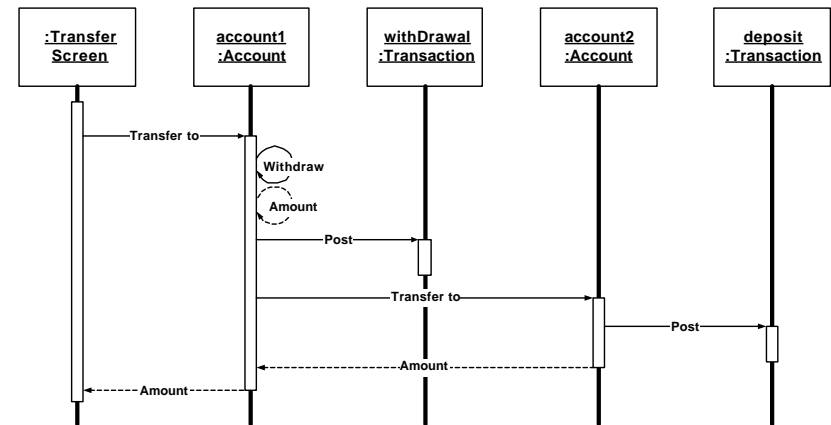 :Transfer
Screen
account1
:Account
withDrawal
:Transaction
account2
:Account
deposit
:Transaction
Transfer to
Withdraw
Amount
Post
Transfer to
Post
Amount
Amount